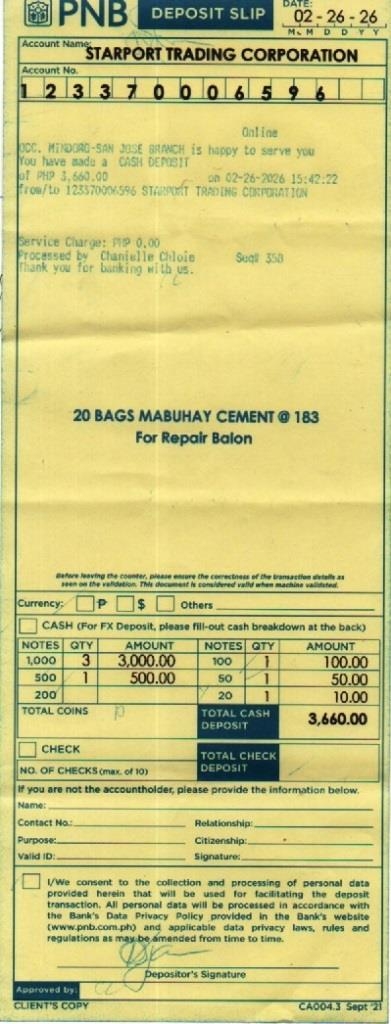 PNB DEPOSIT SLIP
DATE:
02 - 26 - 26
M M D D Y Y
Account Name:
STARPORT TRADING CORPORATION
Account No.
1 2 3 3 7 0 0 0 6 5 9 6
Online
OCC. MINDORO-SAN JOSE BRANCH is happy to serve you
You have made a CASH DEPOSIT
of PHP 3,660.00 on 02-26-2026 15:42:22
from/to 123370006596 STARPORT TRADING CORPORATION
Service Charge: PHP 0.00
Processed by Chanielle Chloie Seq# 350
Thank you for banking with us.
20 BAGS MABUHAY CEMENT @ 183
For Repair Balon
Before leaving the counter, please ensure the correctness of the transaction details as
seen on the validation. This document is considered valid when machine validated.
Currency: ₱ $ Others
CASH (For FX Deposit, please fill-out cash breakdown at the back)
NOTES QTY AMOUNT NOTES QTY AMOUNT
1,000 3 3,000.00 100 1 100.00
500 1 500.00 50 1 50.00
200 20 1 10.00
TOTAL COINS TOTAL CASH DEPOSIT 3,660.00
CHECK
NO. OF CHECKS (max. of 10) TOTAL CHECK DEPOSIT
If you are not the accountholder, please provide the information below.
Name:
Contact No.: Relationship:
Purpose: Citizenship:
Valid ID: Signature:
I/We consent to the collection and processing of personal data
provided herein that will be used for facilitating the deposit
transaction. All personal data will be processed in accordance with
the Bank's Data Privacy Policy provided in the Bank's website
(www.pnb.com.ph) and applicable data privacy laws, rules and
regulations as may be amended from time to time.
Depositor's Signature
Approved by:
CLIENT'S COPY CA004.3 Sept '21